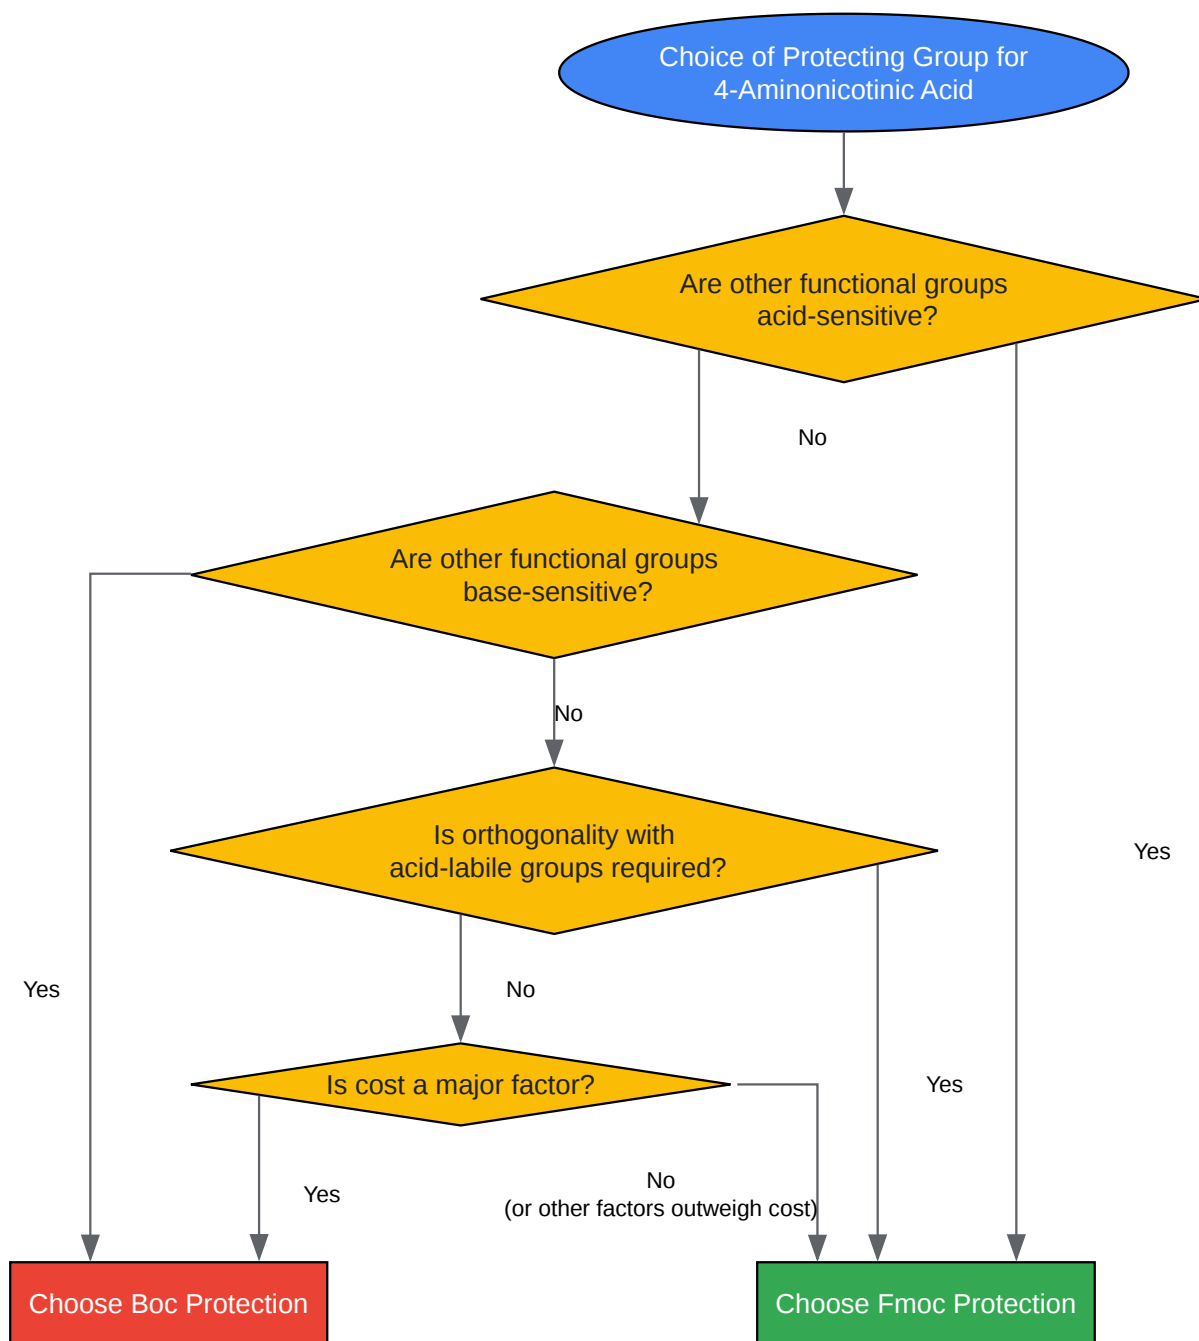 Choice of Protecting Group for
4-Aminonicotinic Acid
Are other functional groups
acid-sensitive?
No
Are other functional groups
base-sensitive?
No
Is orthogonality with
acid-labile groups required?
Yes
Yes
No
Is cost a major factor?
Yes
No
(or other factors outweigh cost)
Yes
Choose Boc Protection
Choose Fmoc Protection